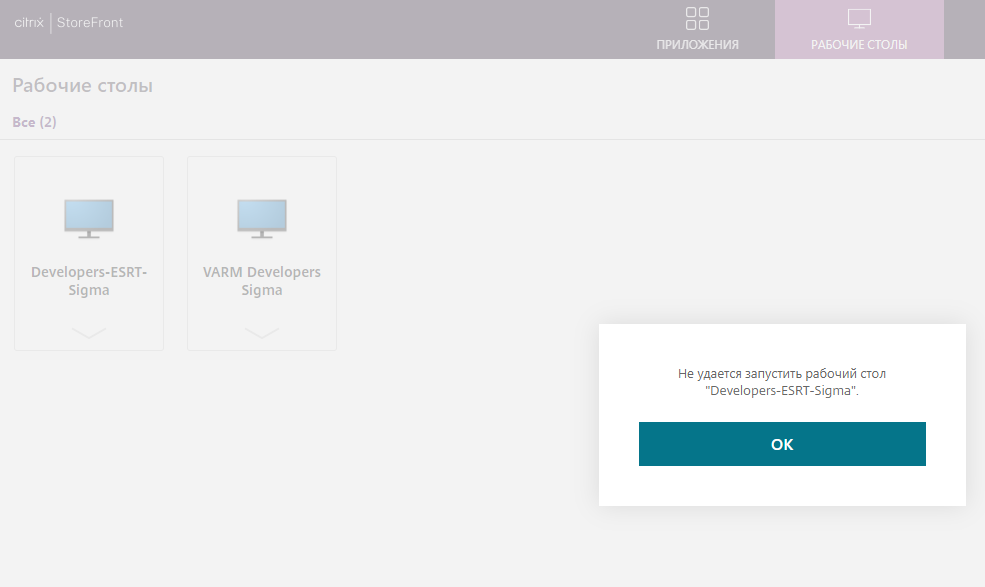 citrix StoreFront
ПРИЛОЖЕНИЯ
РАБОЧИЕ СТОЛЫ
Рабочие столы
Все (2)
Developers-ESRT-
Sigma
VARM Developers
Sigma
Не удается запустить рабочий стол
"Developers-ESRT-Sigma".
OK